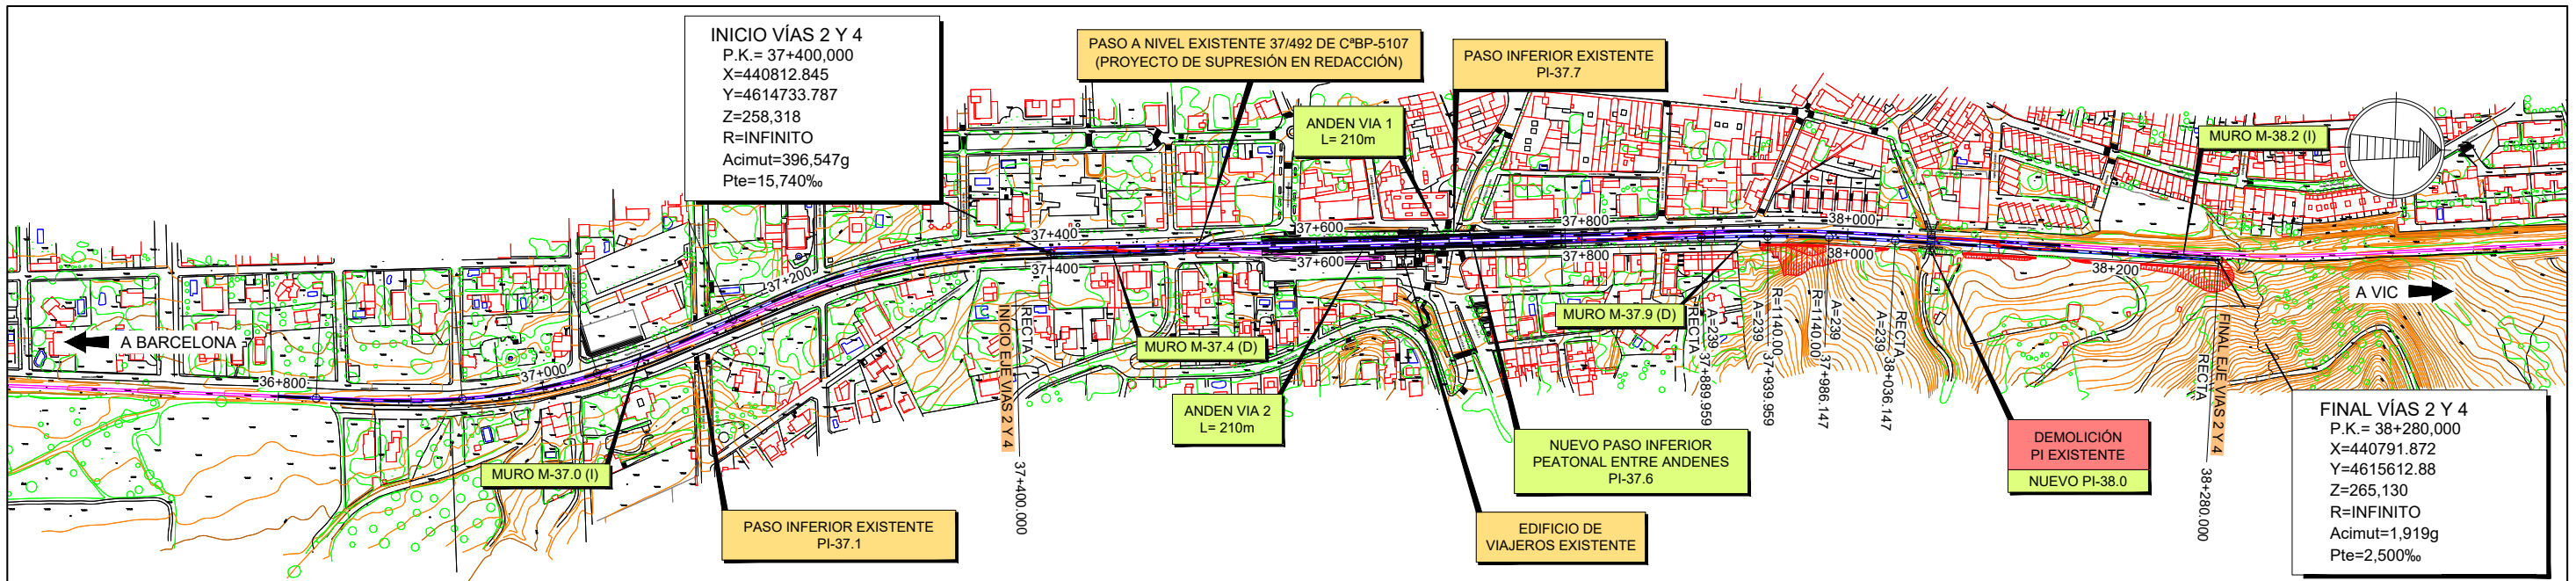 INICIO VÍAS 2 Y 4
P.K.= 37+400,000
X=440812.845
Y=4614733.787
Z=258,318
R=INFINITO
Acimut=396,547g
Pte=15,740‰
PASO A NIVEL EXISTENTE 37/492 DE CªBP-5107
(PROYECTO DE SUPRESIÓN EN REDACCIÓN)
PASO INFERIOR EXISTENTE
PI-37.7
ANDEN VIA 1
L= 210m
MURO M-38.2 (I)
37+400
37+600
37+800
38+000
37+200
37+400
37+600
37+800
38+000
38+200
A BARCELONA
36+800
37+000
A VIC
MURO M-37.4 (D)
MURO M-37.9 (D)
RECTA
INICIO EJE VIAS 2 Y 4
37+400.000
RECTA
A=239
37+889.959
R=1140.00
A=239
37+939.959
A=239
R=1140.00
37+986.147
RECTA
A=239
38+036.147
FINAL EJE VIAS 2 Y 4
RECTA
38+280.000
MURO M-37.0 (I)
ANDEN VIA 2
L= 210m
PASO INFERIOR EXISTENTE
PI-37.1
NUEVO PASO INFERIOR
PEATONAL ENTRE ANDENES
PI-37.6
EDIFICIO DE
VIAJEROS EXISTENTE
DEMOLICIÓN
PI EXISTENTE
NUEVO PI-38.0
FINAL VÍAS 2 Y 4
P.K.= 38+280,000
X=440791.872
Y=4615612.88
Z=265,130
R=INFINITO
Acimut=1,919g
Pte=2,500‰